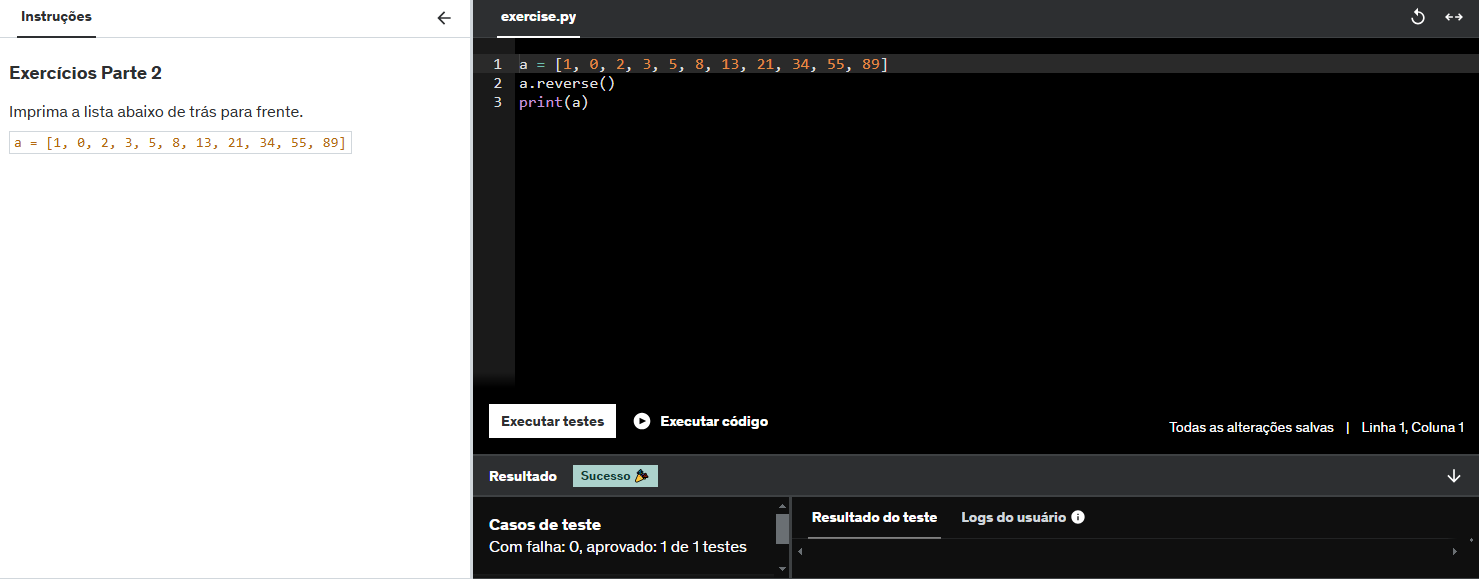 Instruções
Exercícios Parte 2
Imprima a lista abaixo de trás para frente.
a = [1, 0, 2, 3, 5, 8, 13, 21, 34, 55, 89]
exercise.py
1 a = [1, 0, 2, 3, 5, 8, 13, 21, 34, 55, 89]
2 a.reverse()
3 print(a)
Executar testes Executar código
Todas as alterações salvas | Linha 1, Coluna 1
Resultado Sucesso
Casos de teste
Com falha: 0, aprovado: 1 de 1 testes
Resultado do teste Logs do usuário